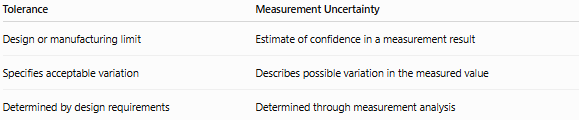 Tolerance Measurement Uncertainty
Design or manufacturing limit Estimate of confidence in a measurement result
Specifies acceptable variation Describes possible variation in the measured value
Determined by design requirements Determined through measurement analysis